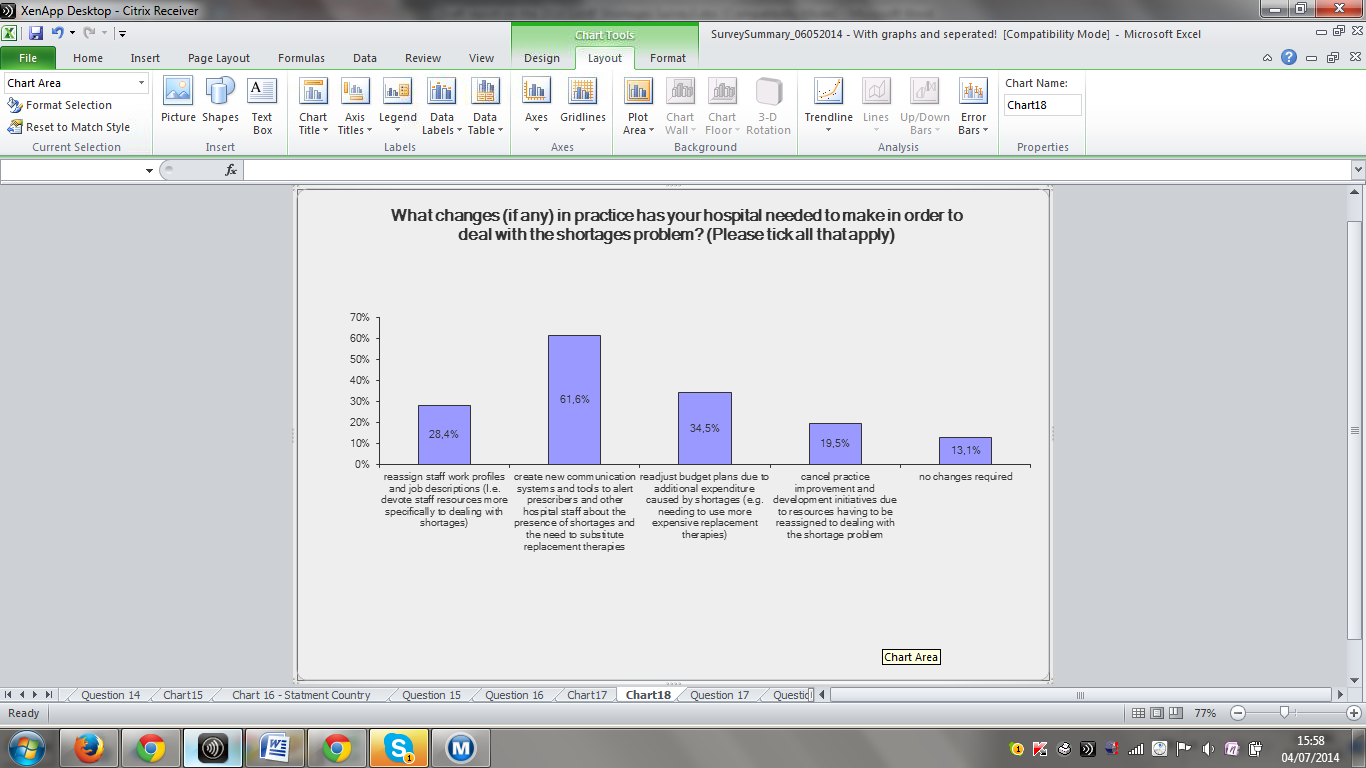 XenApp Desktop - Citrix Receiver
Chart Tools
SurveySummary_06052014 - With graphs and seperated! [Compatibility Mode] - Microsoft Excel
File Home Insert Page Layout Formulas Data Review View Design Layout Format
Chart Area
Format Selection
Reset to Match Style
Current Selection
Picture Shapes Text Box
Insert
Chart Title Axis Titles Legend Data Labels Data Table
Labels
Axes Gridlines
Axes
Plot Area Chart Wall Chart Floor 3-D Rotation
Background
Trendline Lines Up/Down Bars Error Bars
Analysis
Chart Name:
Chart18
Properties
fx
What changes (if any) in practice has your hospital needed to make in order to
deal with the shortages problem? (Please tick all that apply)
70%
60%
50%
40%
30%
20%
10%
0%
28,4%
61,6%
34,5%
19,5%
13,1%
reassign staff work profiles
and job descriptions (I.e.
devote staff resources more
specifically to dealing with
shortages)
create new communication
systems and tools to alert
prescribers and other
hospital staff about the
presence of shortages and
the need to substitute
replacement therapies
readjust budget plans due to
additional expenditure
caused by shortages (e.g.
needing to use more
expensive replacement
therapies)
cancel practice
improvement and
development initiatives due
to resources having to be
reassigned to dealing with
the shortage problem
no changes required
Chart Area
Question 14 Chart15 Chart 16 - Statment Country Question 15 Question 16 Chart17 Chart18 Question 17
Ready
77%
15:58
04/07/2014